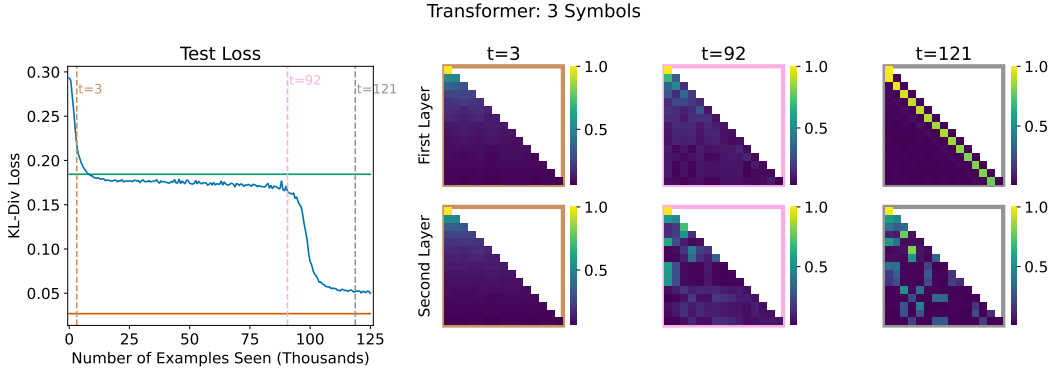 Transformer: 3 Symbols
Test Loss
KL-Div Loss
0.30
0.25
0.20
0.15
0.10
0.05
t=3
t=92
t=121
0
25
50
75
100
125
Number of Examples Seen (Thousands)
t=3
t=92
t=121
First Layer
1.0
0.5
1.0
0.5
1.0
0.5
Second Layer
1.0
0.5
1.0
0.5
1.0
0.5